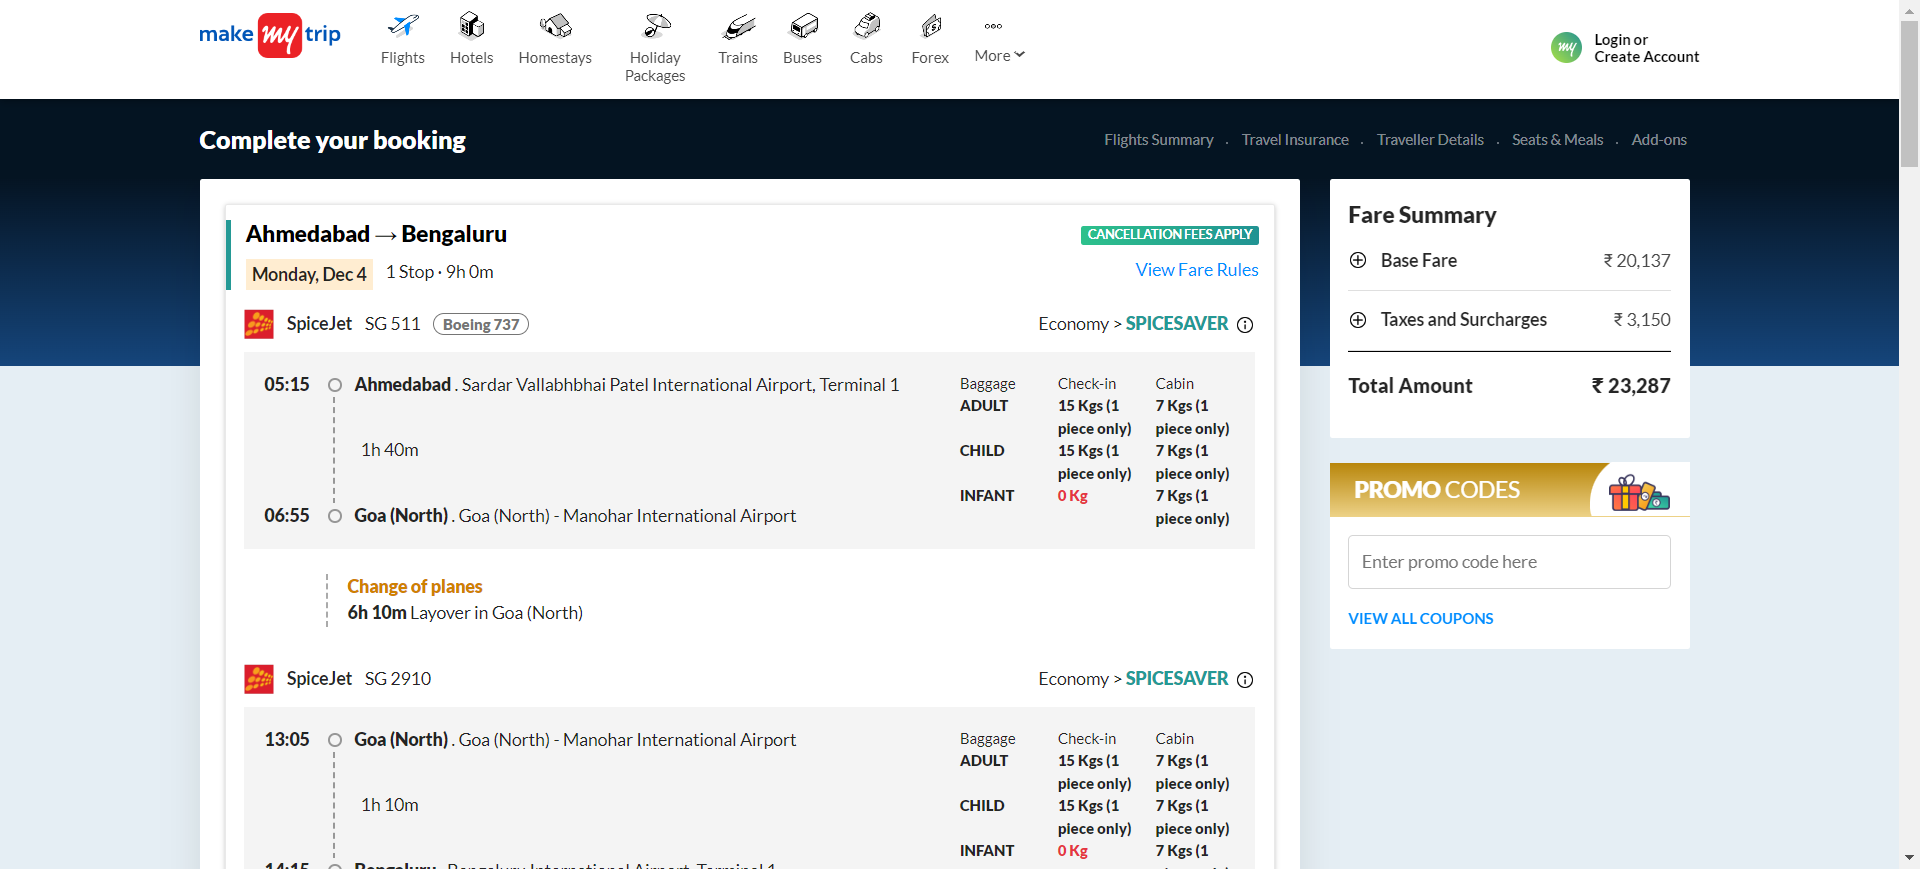 make my trip
Flights
Hotels
Homestays
Holiday
Packages
Trains
Buses
Cabs
Forex
More
my
Login or
Create Account
Complete your booking
Flights Summary . Travel Insurance . Traveller Details . Seats & Meals . Add-ons
Ahmedabad → Bengaluru
CANCELLATION FEES APPLY
Monday, Dec 4 1 Stop · 9h 0m
View Fare Rules
SpiceJet SG 511 Boeing 737
Economy > SPICESAVER
05:15 Ahmedabad . Sardar Vallabhbhai Patel International Airport, Terminal 1
1h 40m
06:55 Goa (North) . Goa (North) - Manohar International Airport
Baggage Check-in Cabin
ADULT 15 Kgs (1 7 Kgs (1
piece only) piece only)
CHILD 15 Kgs (1 7 Kgs (1
piece only) piece only)
INFANT 0 Kg 7 Kgs (1
piece only)
Change of planes
6h 10m Layover in Goa (North)
SpiceJet SG 2910
Economy > SPICESAVER
13:05 Goa (North) . Goa (North) - Manohar International Airport
1h 10m
14:15 Bengaluru . Bengaluru International Airport, Terminal 1
Baggage Check-in Cabin
ADULT 15 Kgs (1 7 Kgs (1
piece only) piece only)
CHILD 15 Kgs (1 7 Kgs (1
piece only) piece only)
INFANT 0 Kg 7 Kgs (1
Fare Summary
Base Fare ₹ 20,137
Taxes and Surcharges ₹ 3,150
Total Amount ₹ 23,287
PROMO CODES
Enter promo code here
VIEW ALL COUPONS